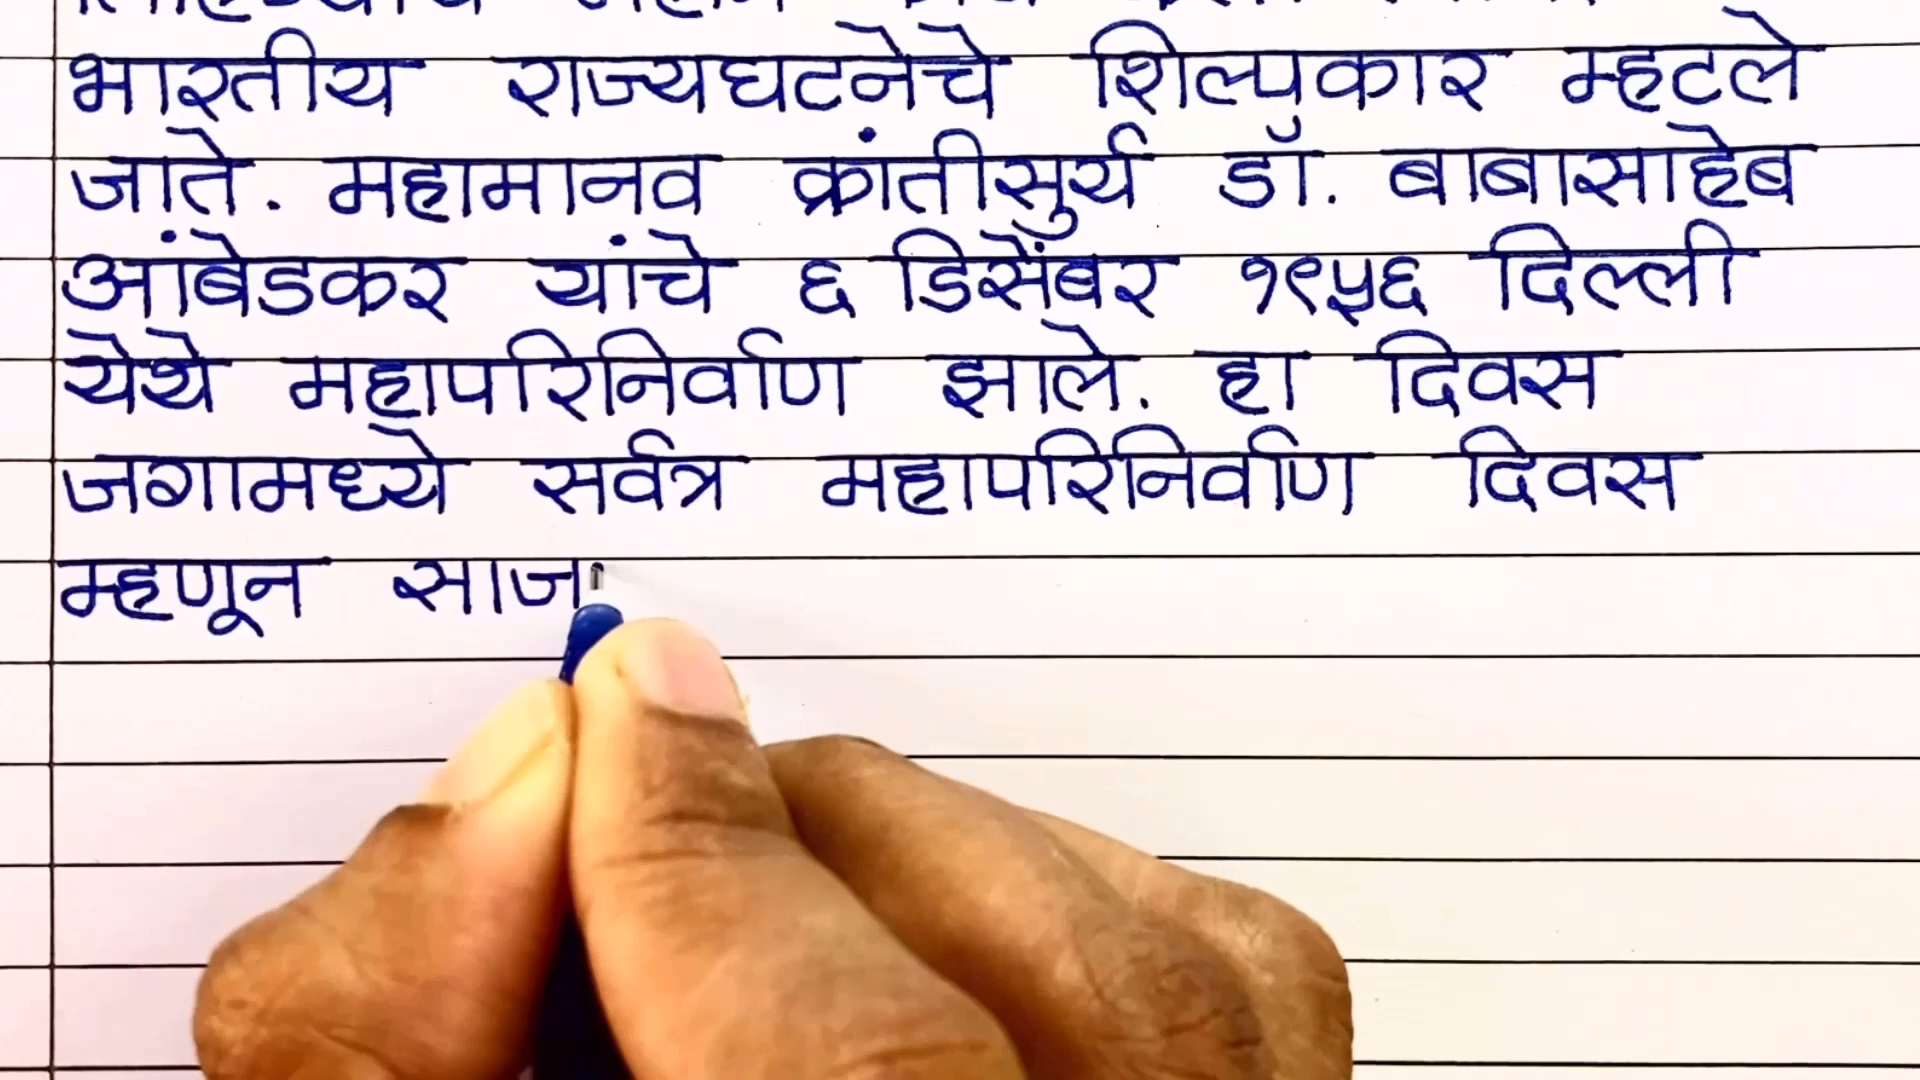 भारतीय राज्यघटनेचे शिल्पकार म्हटले
जाते. महामानव क्रांतीसुर्य डॉ. बाबासाहेब
आंबेडकर यांचे ६ डिसेंबर १९५६ दिल्ली
येथे महापरिनिर्वाण झाले. हा दिवस
जगामध्ये सर्वत्र महापरिनिर्वाण दिवस
म्हणून साज